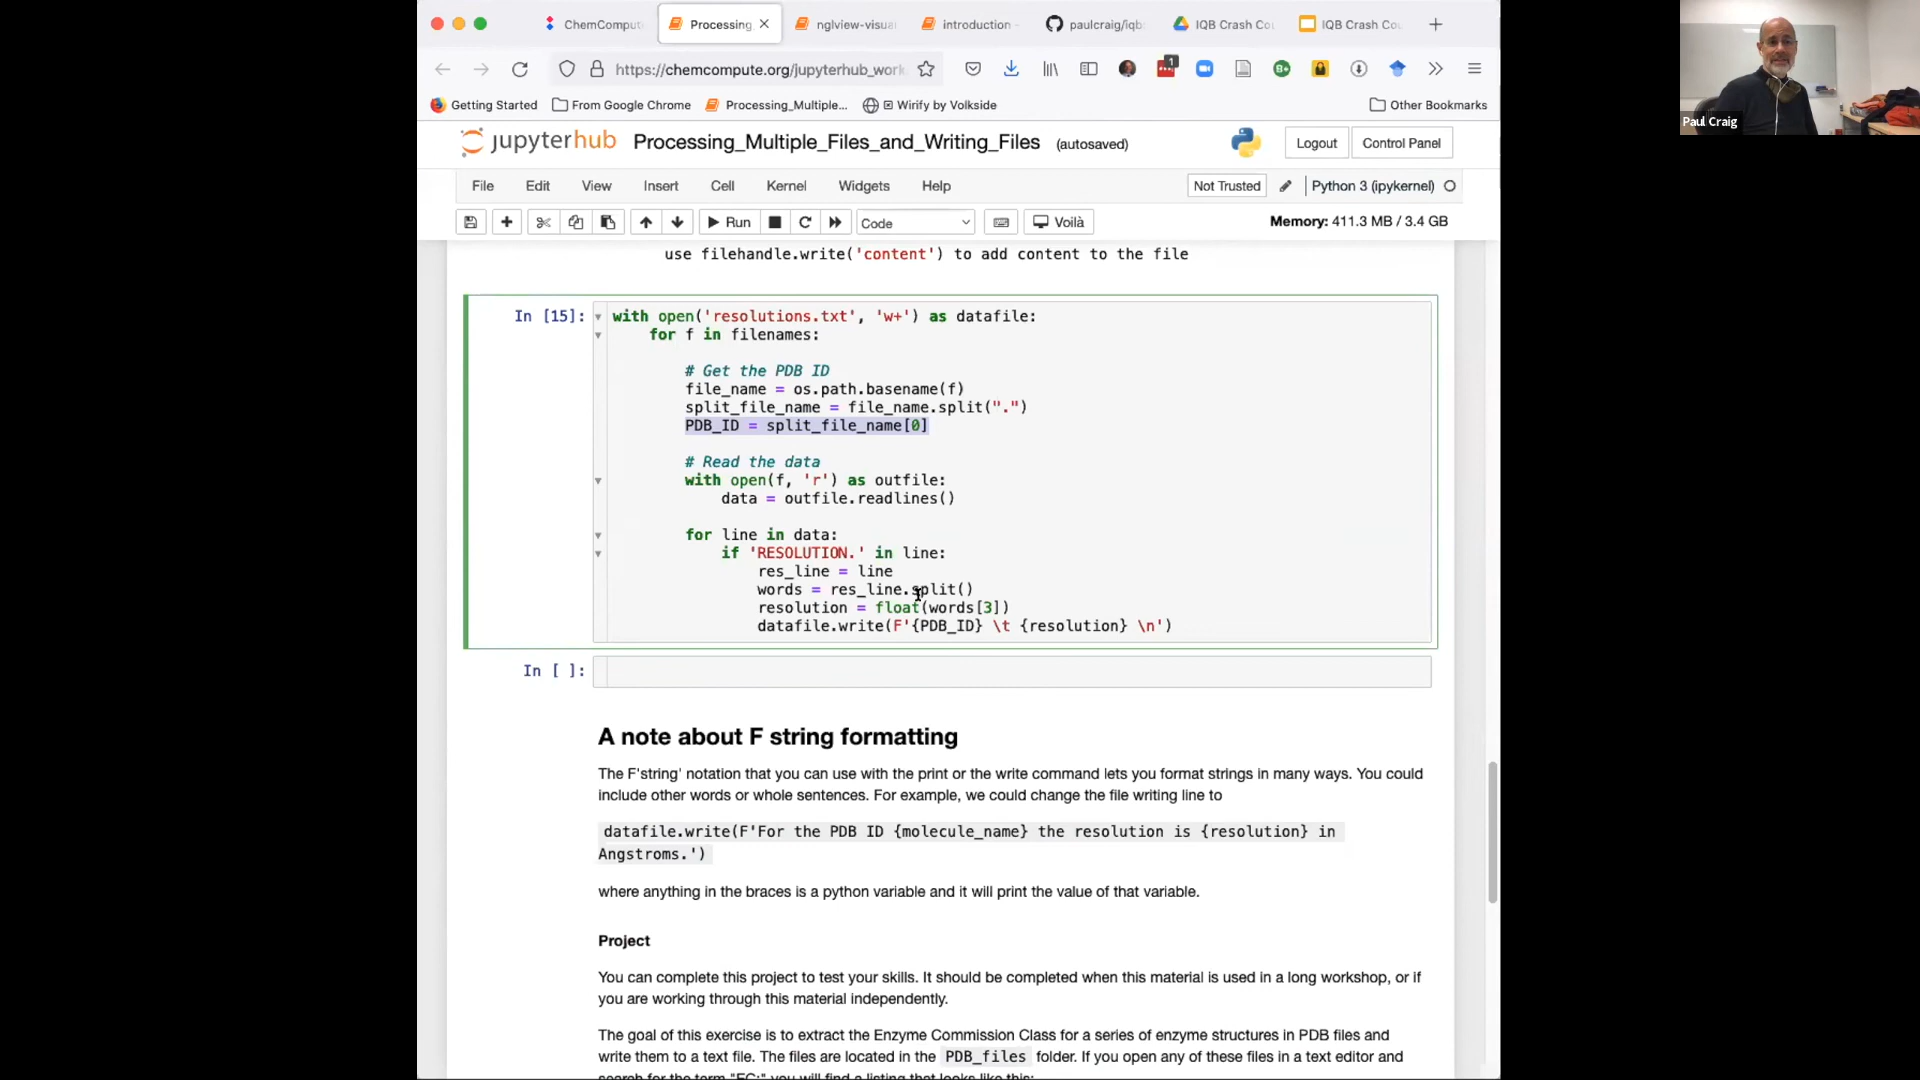 ChemComput
Processing
nglview-visua
introduction -
paulcraig/iqb
IQB Crash Co
IQB Crash Co
https://chemcompute.org/jupyterhub_work
1
Getting Started
From Google Chrome
Processing_Multiple...
Wirify by Volkside
Other Bookmarks
jupyterhub
Processing_Multiple_Files_and_Writing_Files
(autosaved)
Logout
Control Panel
File
Edit
View
Insert
Cell
Kernel
Widgets
Help
Not Trusted
Python 3 (ipykernel)
Run
Code
Voilà
Memory: 411.3 MB / 3.4 GB
use filehandle.write('content') to add content to the file
In [15]:
with open('resolutions.txt', 'w+') as datafile:
for f in filenames:
# Get the PDB ID
file_name = os.path.basename(f)
split_file_name = file_name.split(".")
PDB_ID = split_file_name[0]
# Read the data
with open(f, 'r') as outfile:
data = outfile.readlines()
for line in data:
if 'RESOLUTION.' in line:
res_line = line
words = res_line.split()
resolution = float(words[3])
datafile.write(F'{PDB_ID} \t {resolution} \n')
In [ ]:
A note about F string formatting
The F'string' notation that you can use with the print or the write command lets you format strings in many ways. You could
include other words or whole sentences. For example, we could change the file writing line to
datafile.write(F'For the PDB ID {molecule_name} the resolution is {resolution} in
Angstroms.')
where anything in the braces is a python variable and it will print the value of that variable.
Project
You can complete this project to test your skills. It should be completed when this material is used in a long workshop, or if
you are working through this material independently.
The goal of this exercise is to extract the Enzyme Commission Class for a series of enzyme structures in PDB files and
write them to a text file. The files are located in the PDB_files folder. If you open any of these files in a text editor and
search for the term "EC:" you will find a listing that looks like this:
Paul Craig